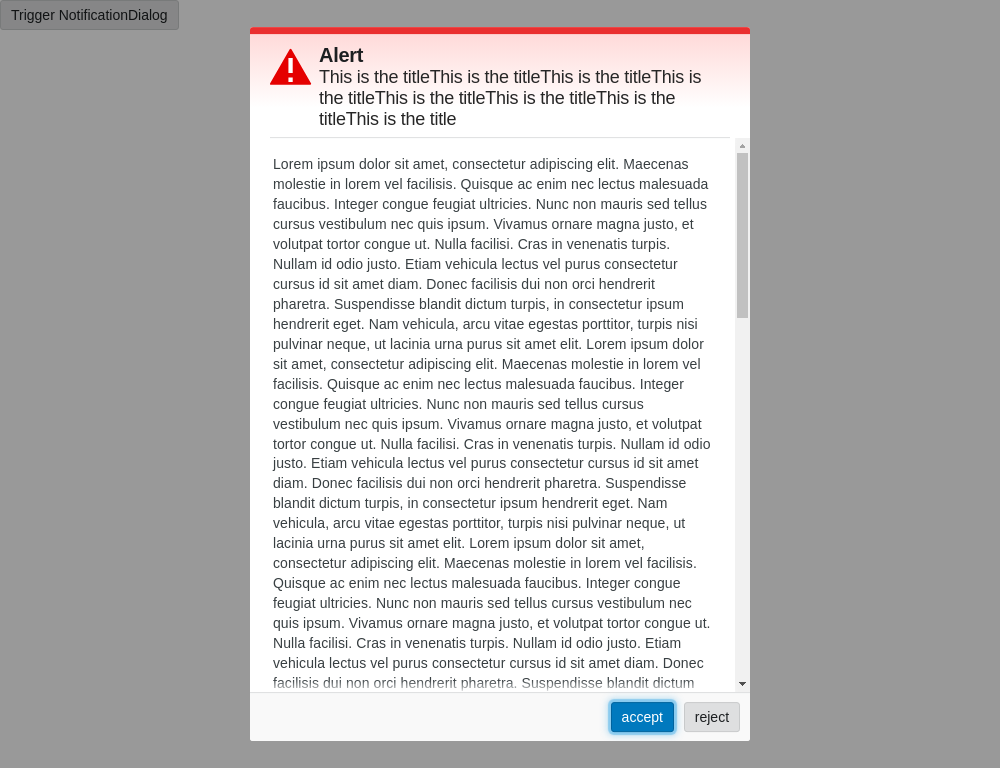 Trigger NotificationDialog
Alert
This is the titleThis is the titleThis is the titleThis is
the titleThis is the titleThis is the titleThis is the
titleThis is the title
Lorem ipsum dolor sit amet, consectetur adipiscing elit. Maecenas
molestie in lorem vel facilisis. Quisque ac enim nec lectus malesuada
faucibus. Integer congue feugiat ultricies. Nunc non mauris sed tellus
cursus vestibulum nec quis ipsum. Vivamus ornare magna justo, et
volutpat tortor congue ut. Nulla facilisi. Cras in venenatis turpis.
Nullam id odio justo. Etiam vehicula lectus vel purus consectetur
cursus id sit amet diam. Donec facilisis dui non orci hendrerit
pharetra. Suspendisse blandit dictum turpis, in consectetur ipsum
hendrerit eget. Nam vehicula, arcu vitae egestas porttitor, turpis nisi
pulvinar neque, ut lacinia urna purus sit amet elit. Lorem ipsum dolor
sit amet, consectetur adipiscing elit. Maecenas molestie in lorem vel
facilisis. Quisque ac enim nec lectus malesuada faucibus. Integer
congue feugiat ultricies. Nunc non mauris sed tellus cursus
vestibulum nec quis ipsum. Vivamus ornare magna justo, et volutpat
tortor congue ut. Nulla facilisi. Cras in venenatis turpis. Nullam id odio
justo. Etiam vehicula lectus vel purus consectetur cursus id sit amet
diam. Donec facilisis dui non orci hendrerit pharetra. Suspendisse
blandit dictum turpis, in consectetur ipsum hendrerit eget. Nam
vehicula, arcu vitae egestas porttitor, turpis nisi pulvinar neque, ut
lacinia urna purus sit amet elit. Lorem ipsum dolor sit amet,
consectetur adipiscing elit. Maecenas molestie in lorem vel facilisis.
Quisque ac enim nec lectus malesuada faucibus. Integer congue
feugiat ultricies. Nunc non mauris sed tellus cursus vestibulum nec
quis ipsum. Vivamus ornare magna justo, et volutpat tortor congue ut.
Nulla facilisi. Cras in venenatis turpis. Nullam id odio justo. Etiam
vehicula lectus vel purus consectetur cursus id sit amet diam. Donec
facilisis dui non orci hendrerit pharetra. Suspendisse blandit dictum
accept
reject